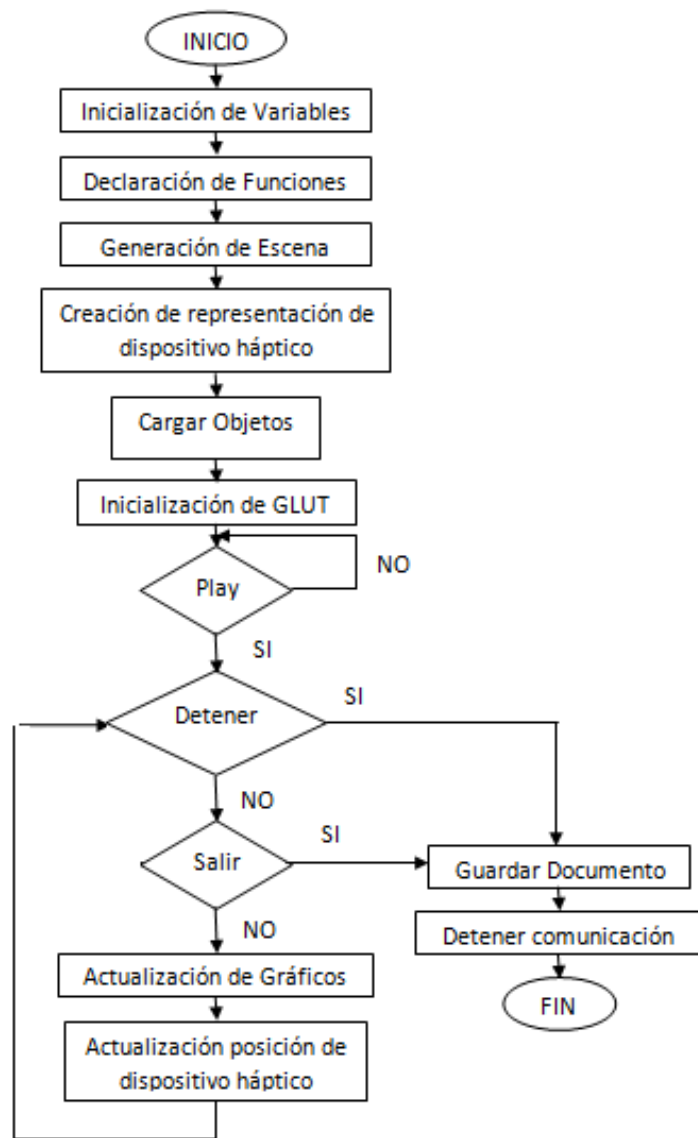 INICIO
Inicialización de Variables
Declaración de Funciones
Generación de Escena
Creación de representación de
dispositivo háptico
Cargar Objetos
Inicialización de GLUT
NO
Play
SI
Detener
SI
NO
Salir
SI
Guardar Documento
NO
Detener comunicación
Actualización de Gráficos
FIN
Actualización posición de
dispositivo háptico